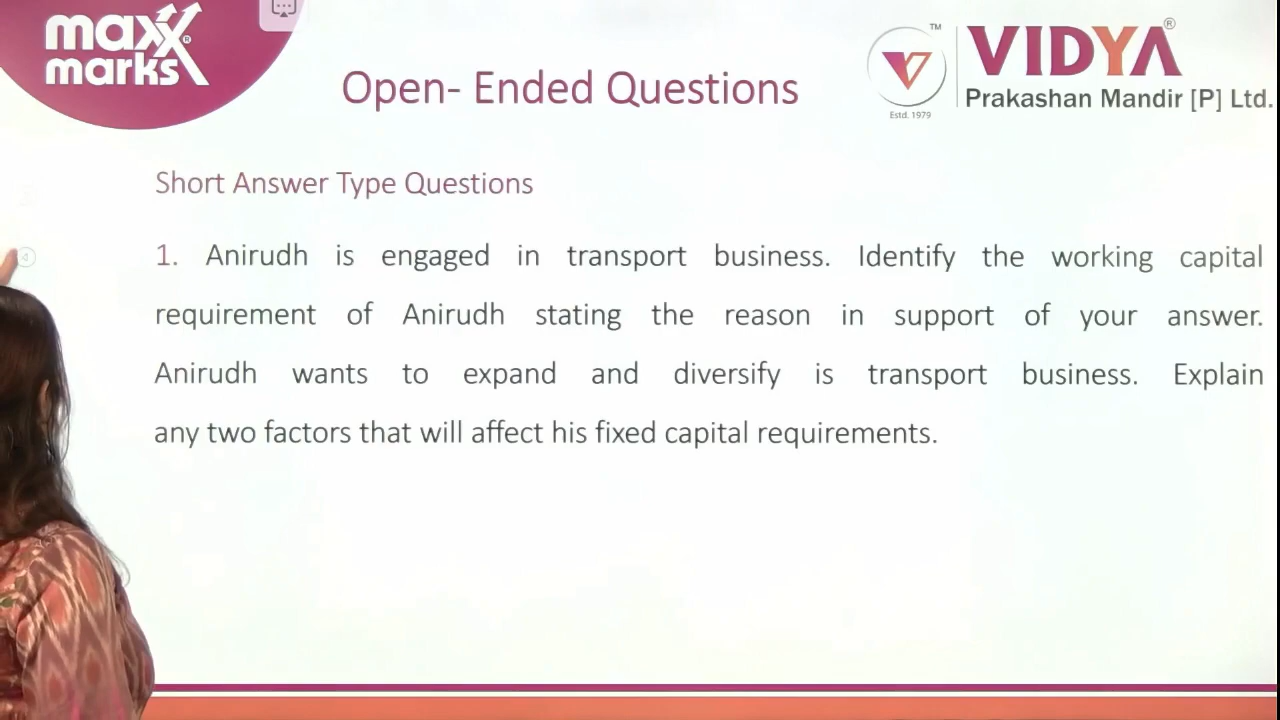 maxx
marks®
Open- Ended Questions
TM
Estd. 1979
VIDYA®
Prakashan Mandir [P] Ltd.
Short Answer Type Questions
1. Anirudh is engaged in transport business. Identify the working capital
requirement of Anirudh stating the reason in support of your answer.
Anirudh wants to expand and diversify is transport business. Explain
any two factors that will affect his fixed capital requirements.
4